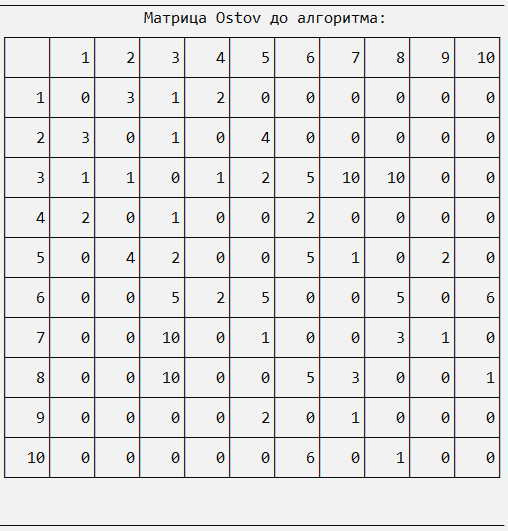 Матрица Ostov до алгоритма:
1 2 3 4 5 6 7 8 9 10
1 0 3 1 2 0 0 0 0 0 0
2 3 0 1 0 4 0 0 0 0 0
3 1 1 0 1 2 5 10 10 0 0
4 2 0 1 0 0 2 0 0 0 0
5 0 4 2 0 0 5 1 0 2 0
6 0 0 5 2 5 0 0 5 0 6
7 0 0 10 0 1 0 0 3 1 0
8 0 0 10 0 0 5 3 0 0 1
9 0 0 0 0 2 0 1 0 0 0
10 0 0 0 0 0 6 0 1 0 0